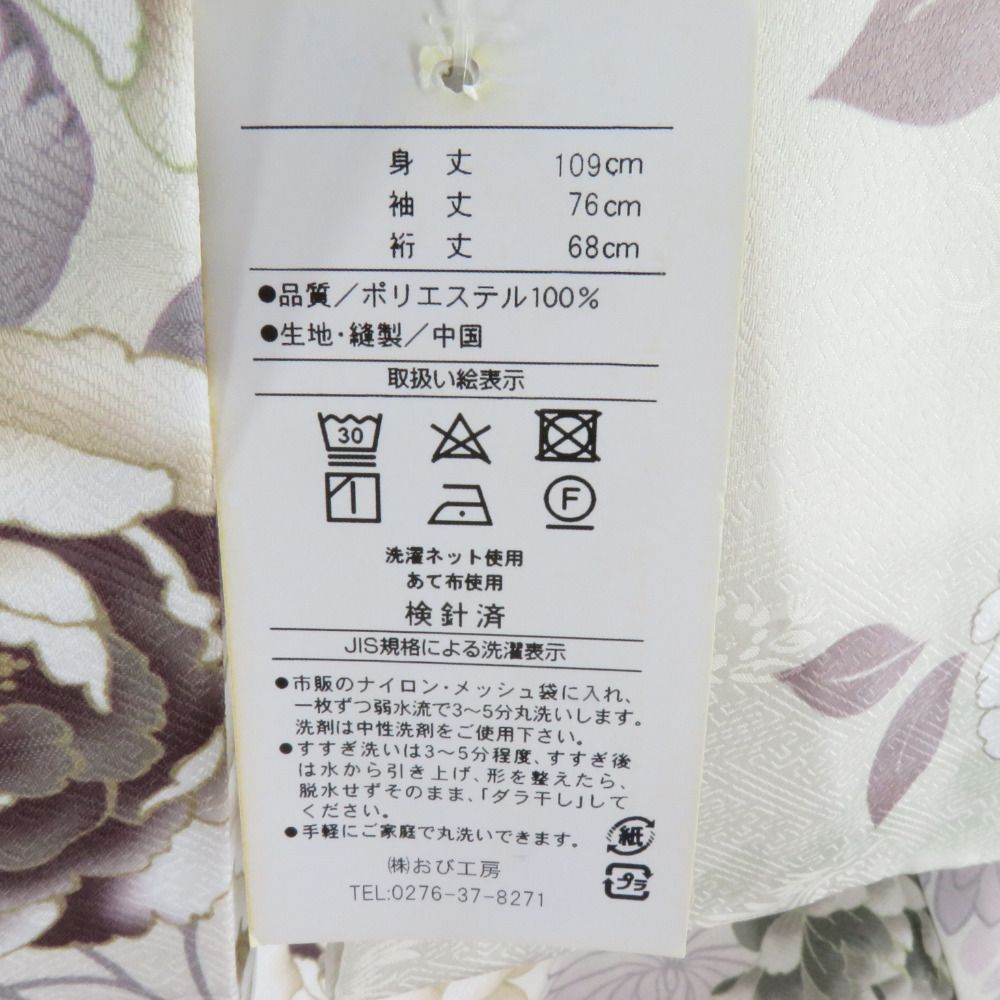 身丈 109cm
袖丈 76cm
裄丈 68cm
●品質／ポリエステル100％
●生地・縫製／中国
取扱い絵表示
30
F
洗濯ネット使用
あて布使用
検針済
JIS規格による洗濯表示
●市販のナイロン・メッシュ袋に入れ、
一枚ずつ弱水流で3〜5分丸洗いします。
洗剤は中性洗剤をご使用下さい。
●すすぎ洗いは3〜5分程度、すすぎ後
は水から引き上げ、形を整えたら、
脱水せずそのまま、「ダラ干し」して
ください。
●手軽にご家庭で丸洗いできます。
紙
㈱おび工房
プラ
TEL:0276-37-8271